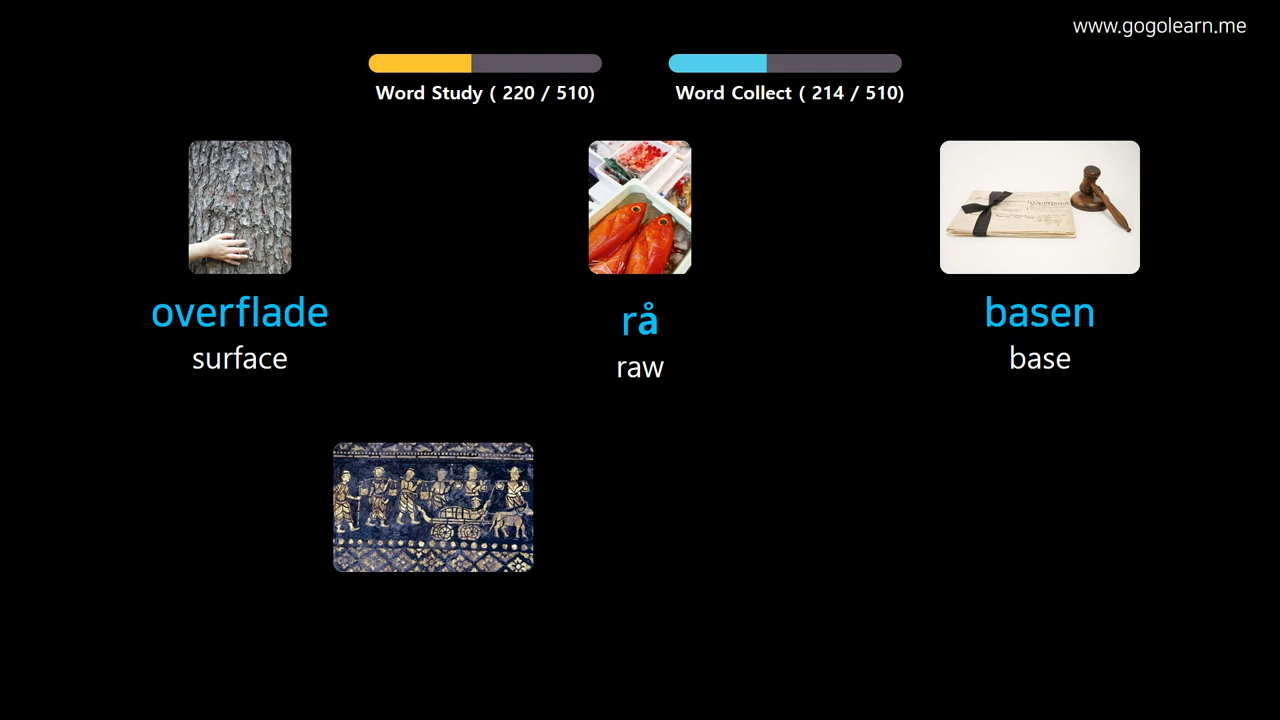 www.gogolearn.me
Word Study ( 220 / 510)
Word Collect ( 214 / 510)
overflade
surface
rå
raw
basen
base